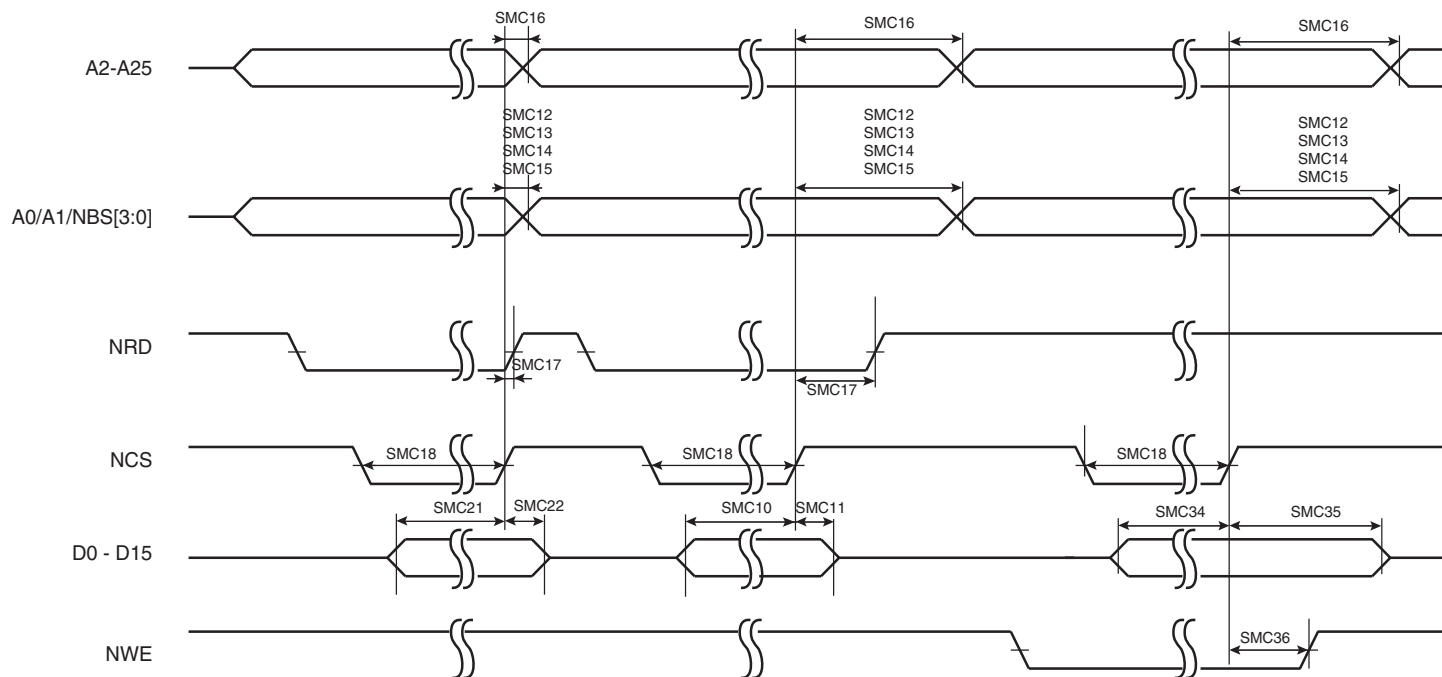 SMC16
SMC16
SMC16
A2-A25
SMC12
SMC13
SMC14
SMC15
SMC12
SMC13
SMC14
SMC15
SMC12
SMC13
SMC14
SMC15
A0/A1/NBS[3:0]
NRD
SMC17
SMC17
NCS
SMC18
SMC18
SMC18
SMC21
SMC22
SMC10
SMC11
SMC34
SMC35
D0 - D15
NWE
SMC36